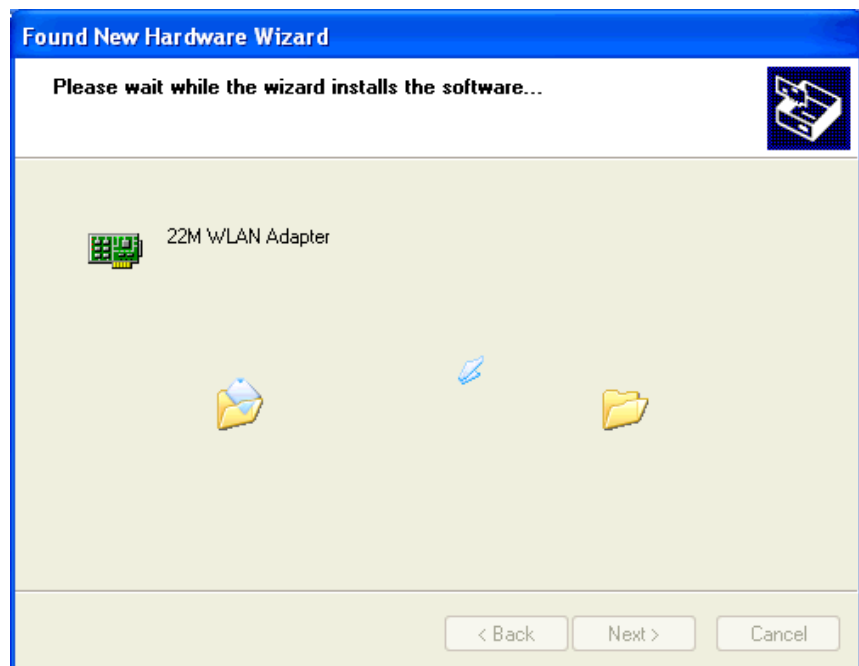 Found New Hardware Wizard
Please wait while the wizard installs the software...
22M WLAN Adapter
< Back Next > Cancel